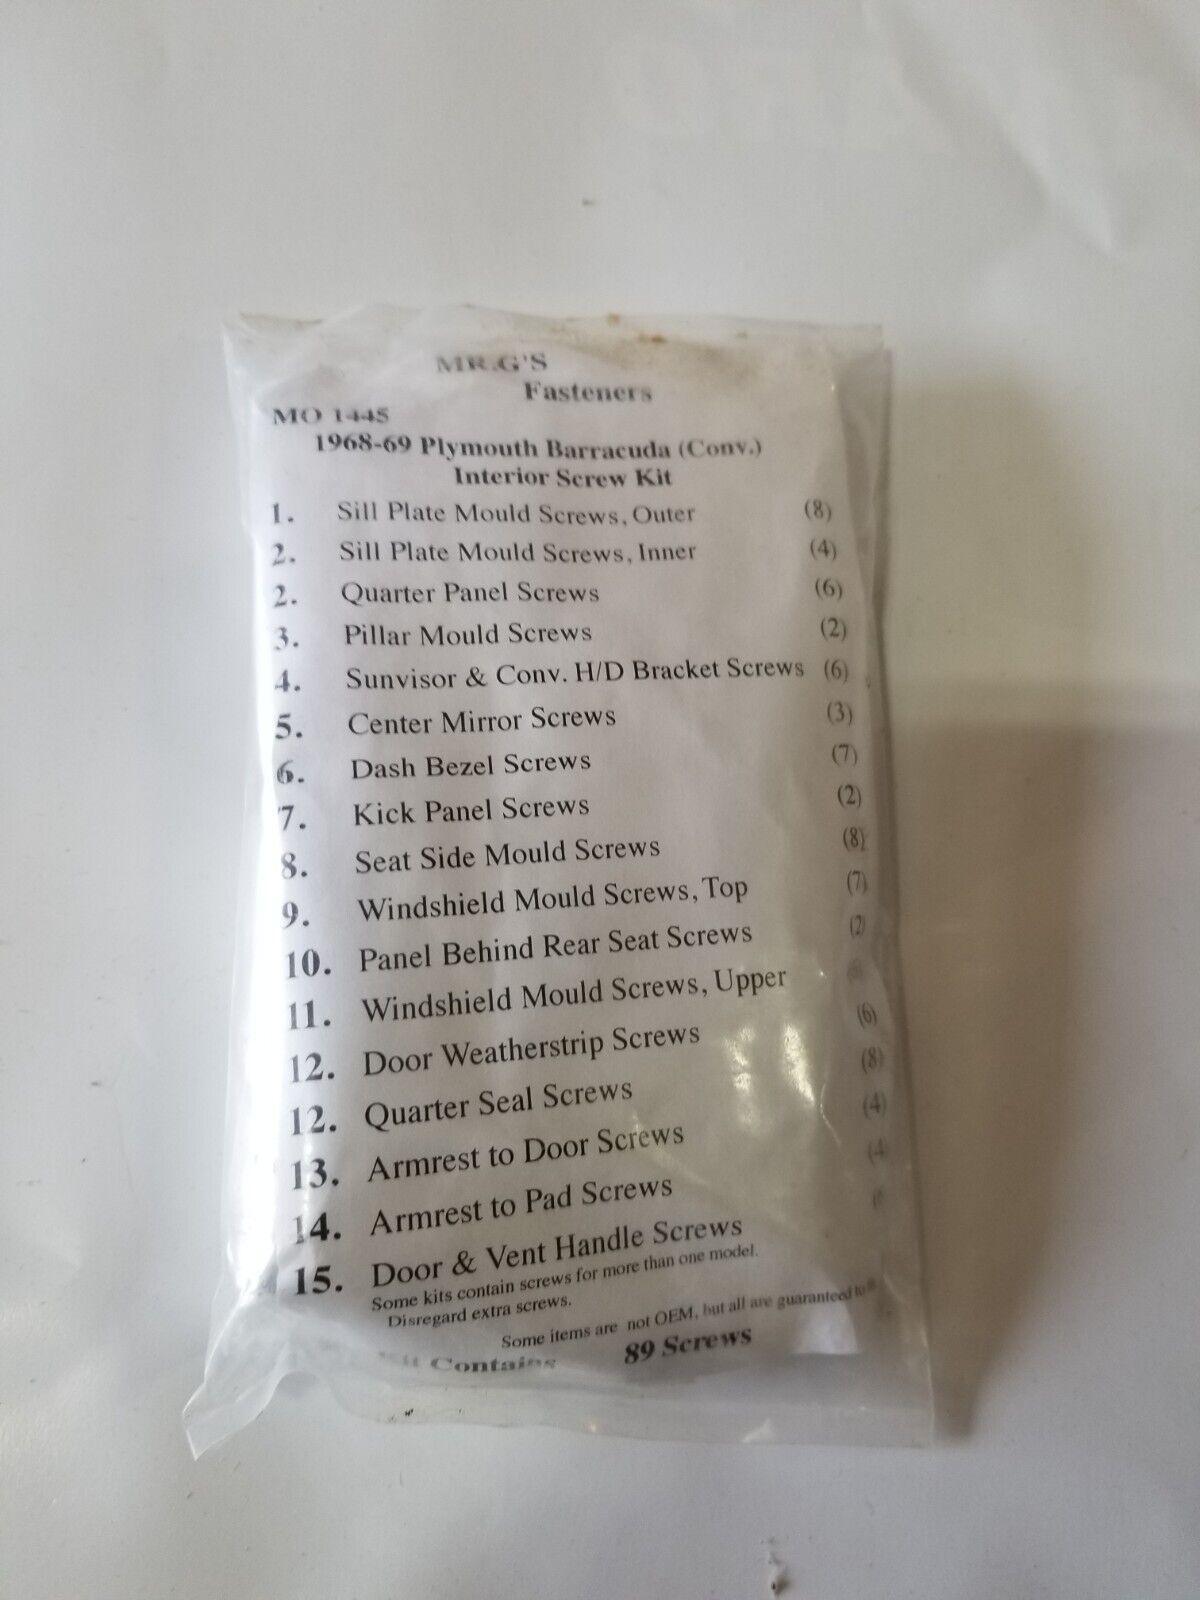 MR.G'S
Fasteners
MO 1445
1968-69 Plymouth Barracuda (Conv.)
Interior Screw Kit
1. Sill Plate Mould Screws, Outer (8)
2. Sill Plate Mould Screws, Inner (4)
2. Quarter Panel Screws (6)
3. Pillar Mould Screws (2)
4. Sunvisor & Conv. H/D Bracket Screws (6)
5. Center Mirror Screws (3)
6. Dash Bezel Screws (7)
7. Kick Panel Screws (2)
8. Seat Side Mould Screws (8)
9. Windshield Mould Screws, Top (7)
10. Panel Behind Rear Seat Screws (2)
11. Windshield Mould Screws, Upper
12. Door Weatherstrip Screws (6)
12. Quarter Seal Screws (8)
13. Armrest to Door Screws (4)
14. Armrest to Pad Screws (4
15. Door & Vent Handle Screws
Some kits contain screws for more than one model.
Disregard extra screws.
Some items are not OEM, but all are guaranteed to
Kit Contains 89 Screws